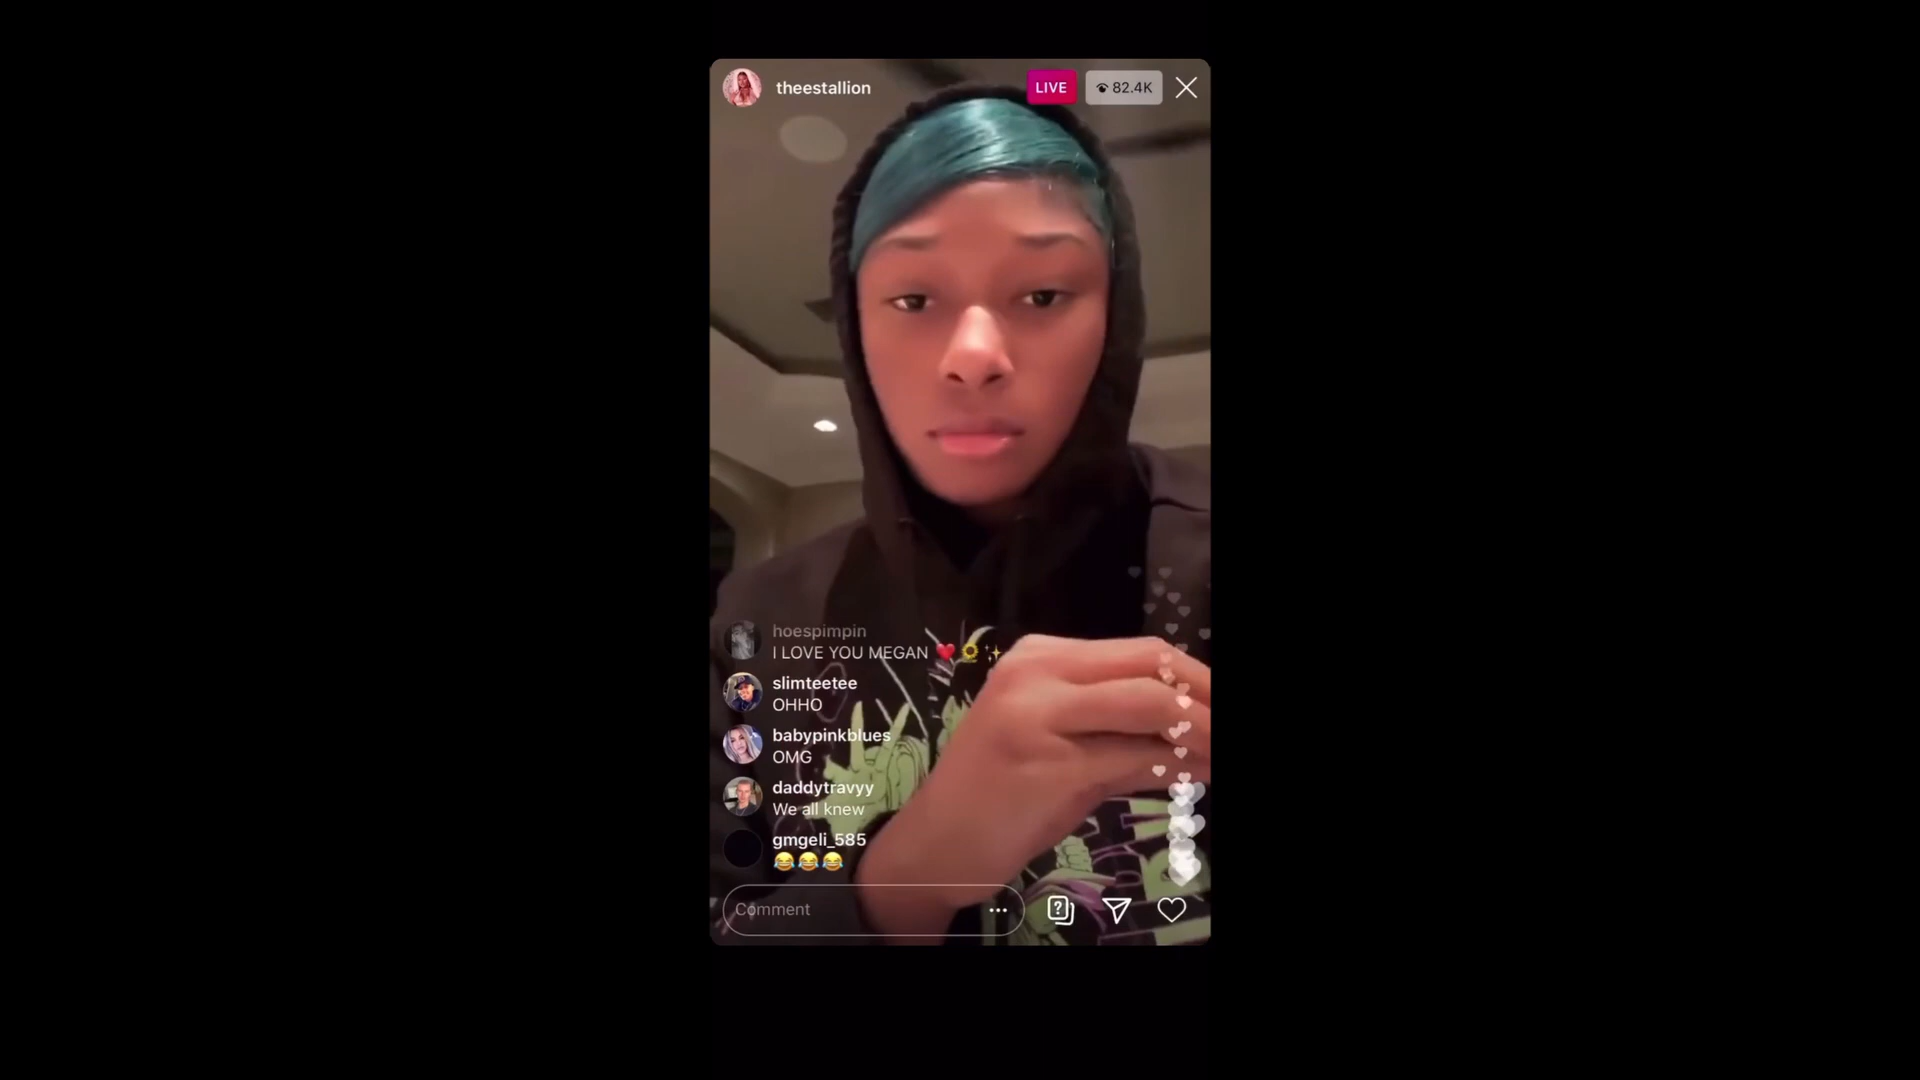 theestallion
LIVE
82.4K
hoespimpin
I LOVE YOU MEGAN ❤️🌻✨
slimteetee
OHHO
babypinkblues
OMG
daddytravyy
We all knew
gmgeli_585
😂😂😂
Comment